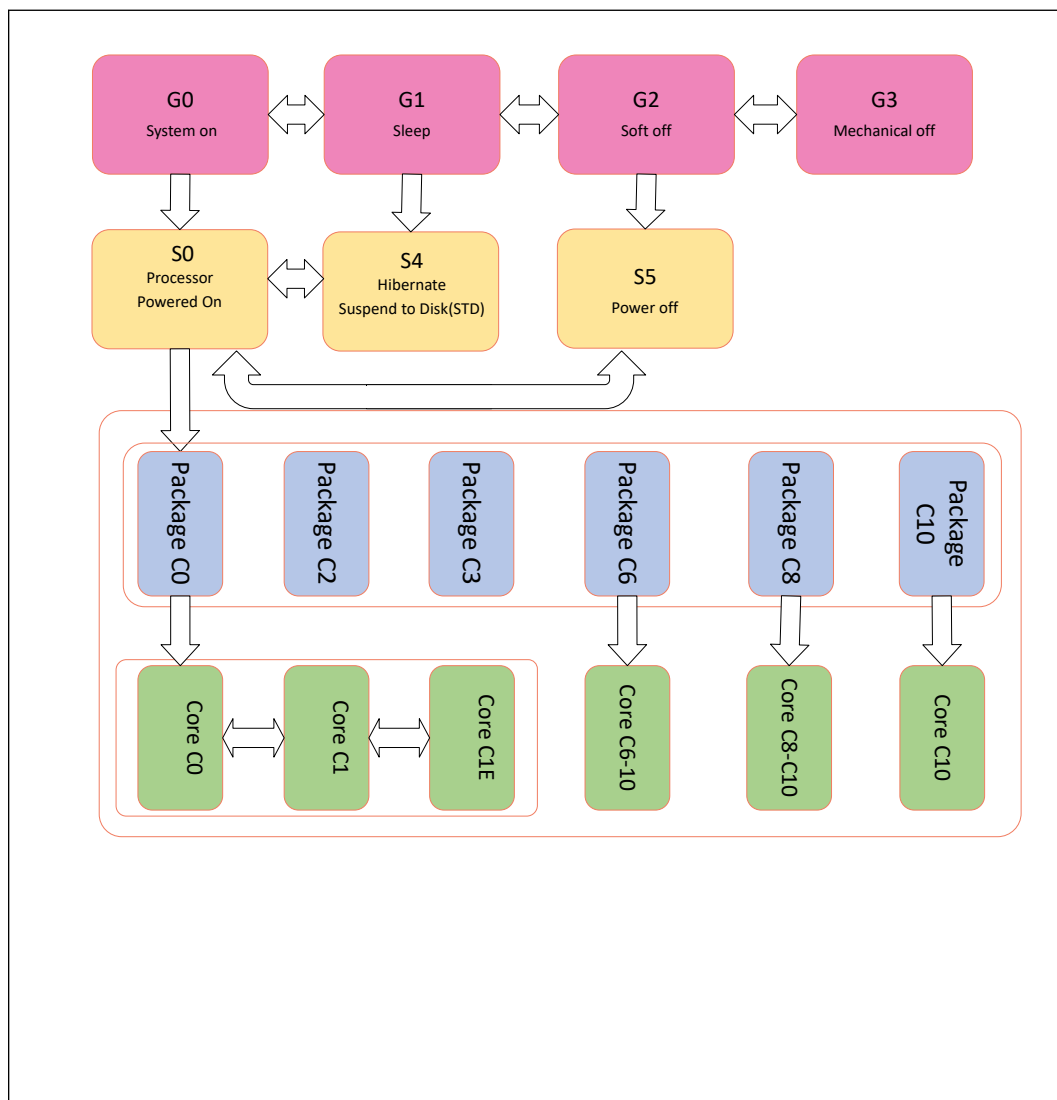 G0
System on
G1
Sleep
G2
Soft off
G3
Mechanical off
S0
Processor
Powered On
S4
Hibernate
Suspend to Disk(STD)
S5
Power off
Package C0
Package C2
Package C3
Package C6
Package C8
Package
C10
Core C0
Core C1
Core C1E
Core C6-10
Core C8-C10
Core C10